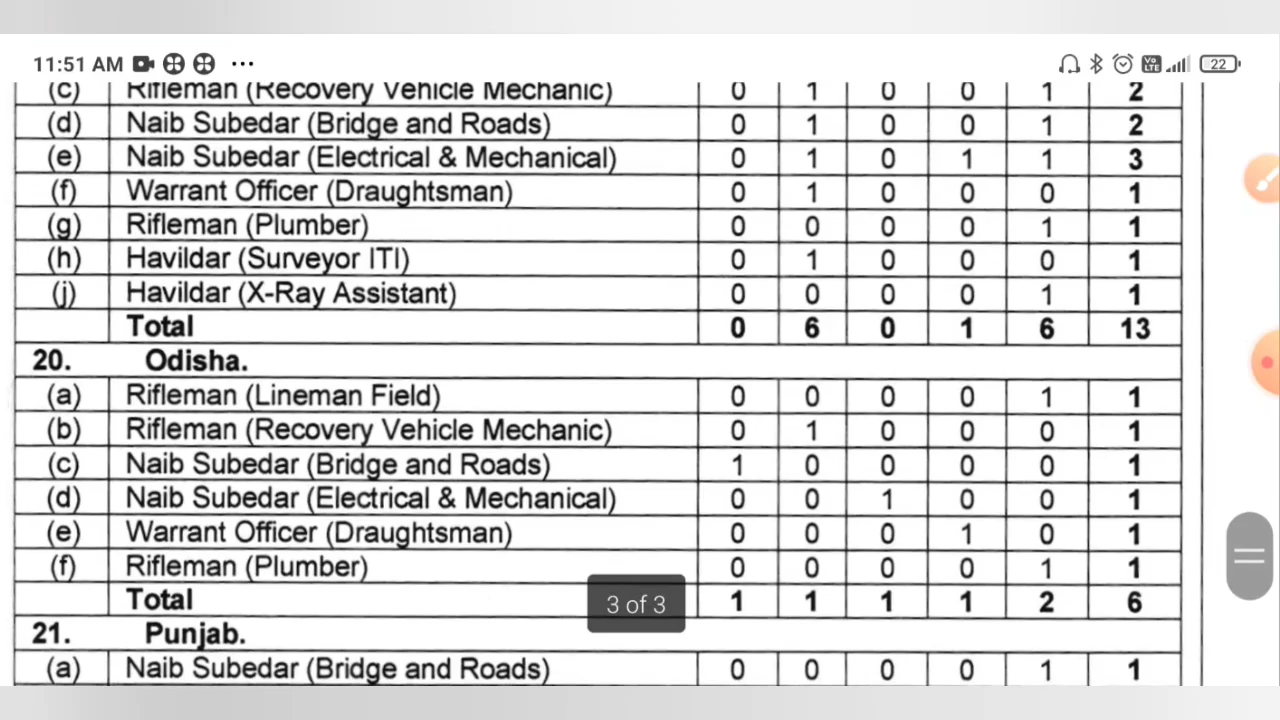 11:51 AM ... Vo LTE 22
(c) Rifleman (Recovery Vehicle Mechanic) 0 1 0 0 1 2
(d) Naib Subedar (Bridge and Roads) 0 1 0 0 1 2
(e) Naib Subedar (Electrical & Mechanical) 0 1 0 1 1 3
(f) Warrant Officer (Draughtsman) 0 1 0 0 0 1
(g) Rifleman (Plumber) 0 0 0 0 1 1
(h) Havildar (Surveyor ITI) 0 1 0 0 0 1
(j) Havildar (X-Ray Assistant) 0 0 0 0 1 1
Total 0 6 0 1 6 13
20. Odisha.
(a) Rifleman (Lineman Field) 0 0 0 0 1 1
(b) Rifleman (Recovery Vehicle Mechanic) 0 1 0 0 0 1
(c) Naib Subedar (Bridge and Roads) 1 0 0 0 0 1
(d) Naib Subedar (Electrical & Mechanical) 0 0 1 0 0 1
(e) Warrant Officer (Draughtsman) 0 0 0 1 0 1
(f) Rifleman (Plumber) 0 0 0 0 1 1
Total 1 1 1 1 2 6
3 of 3
21. Punjab.
(a) Naib Subedar (Bridge and Roads) 0 0 0 0 1 1